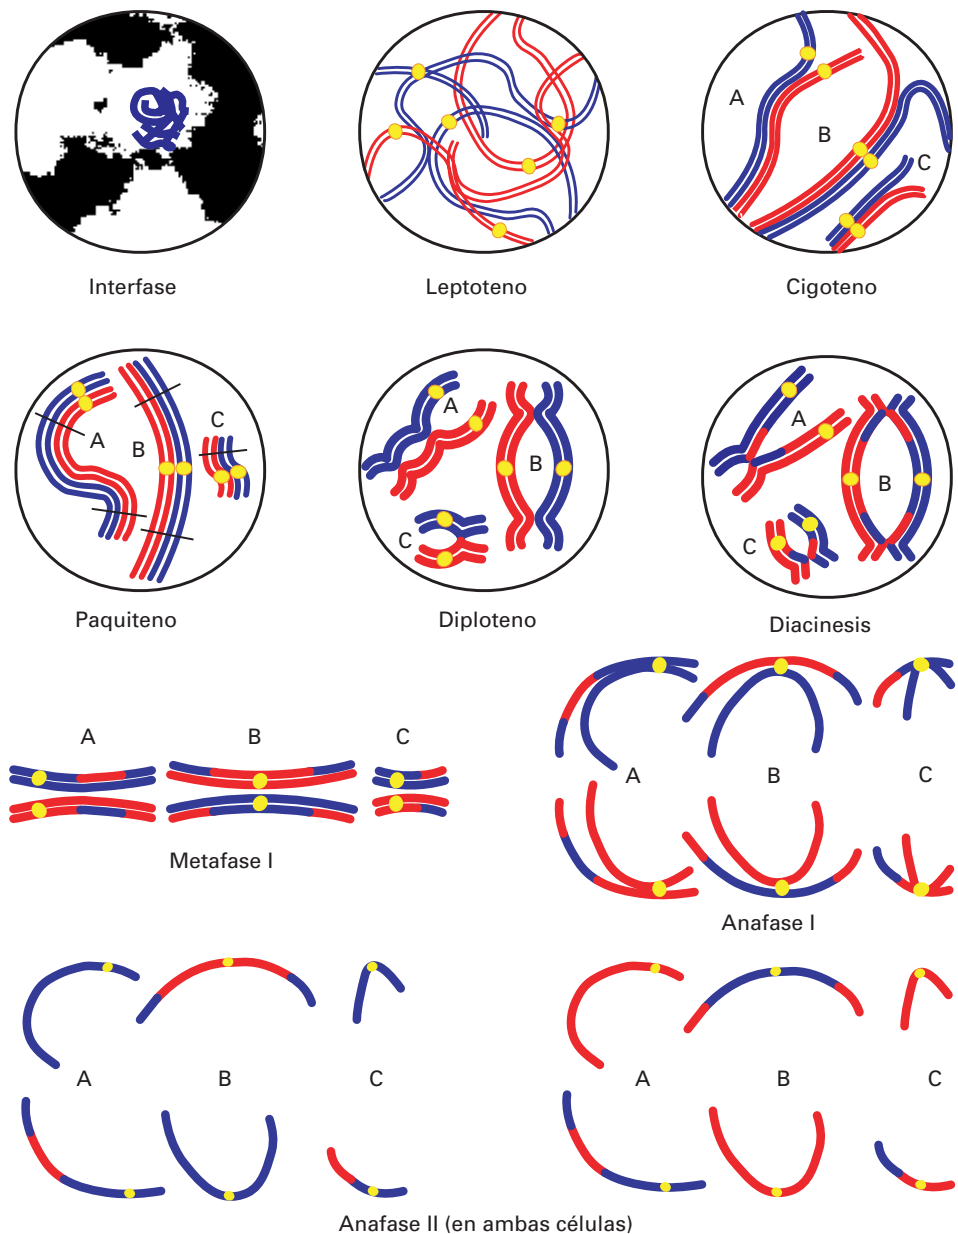 A
B
C
Interfase
Leptoteno
Cigoteno
A
B
C
A
B
C
A
B
C
Paquiteno
Diploteno
Diacinesis
A
B
C
Metafase I
A
B
C
Anafase I
A
B
C
A
B
C
Anafase II (en ambas células)